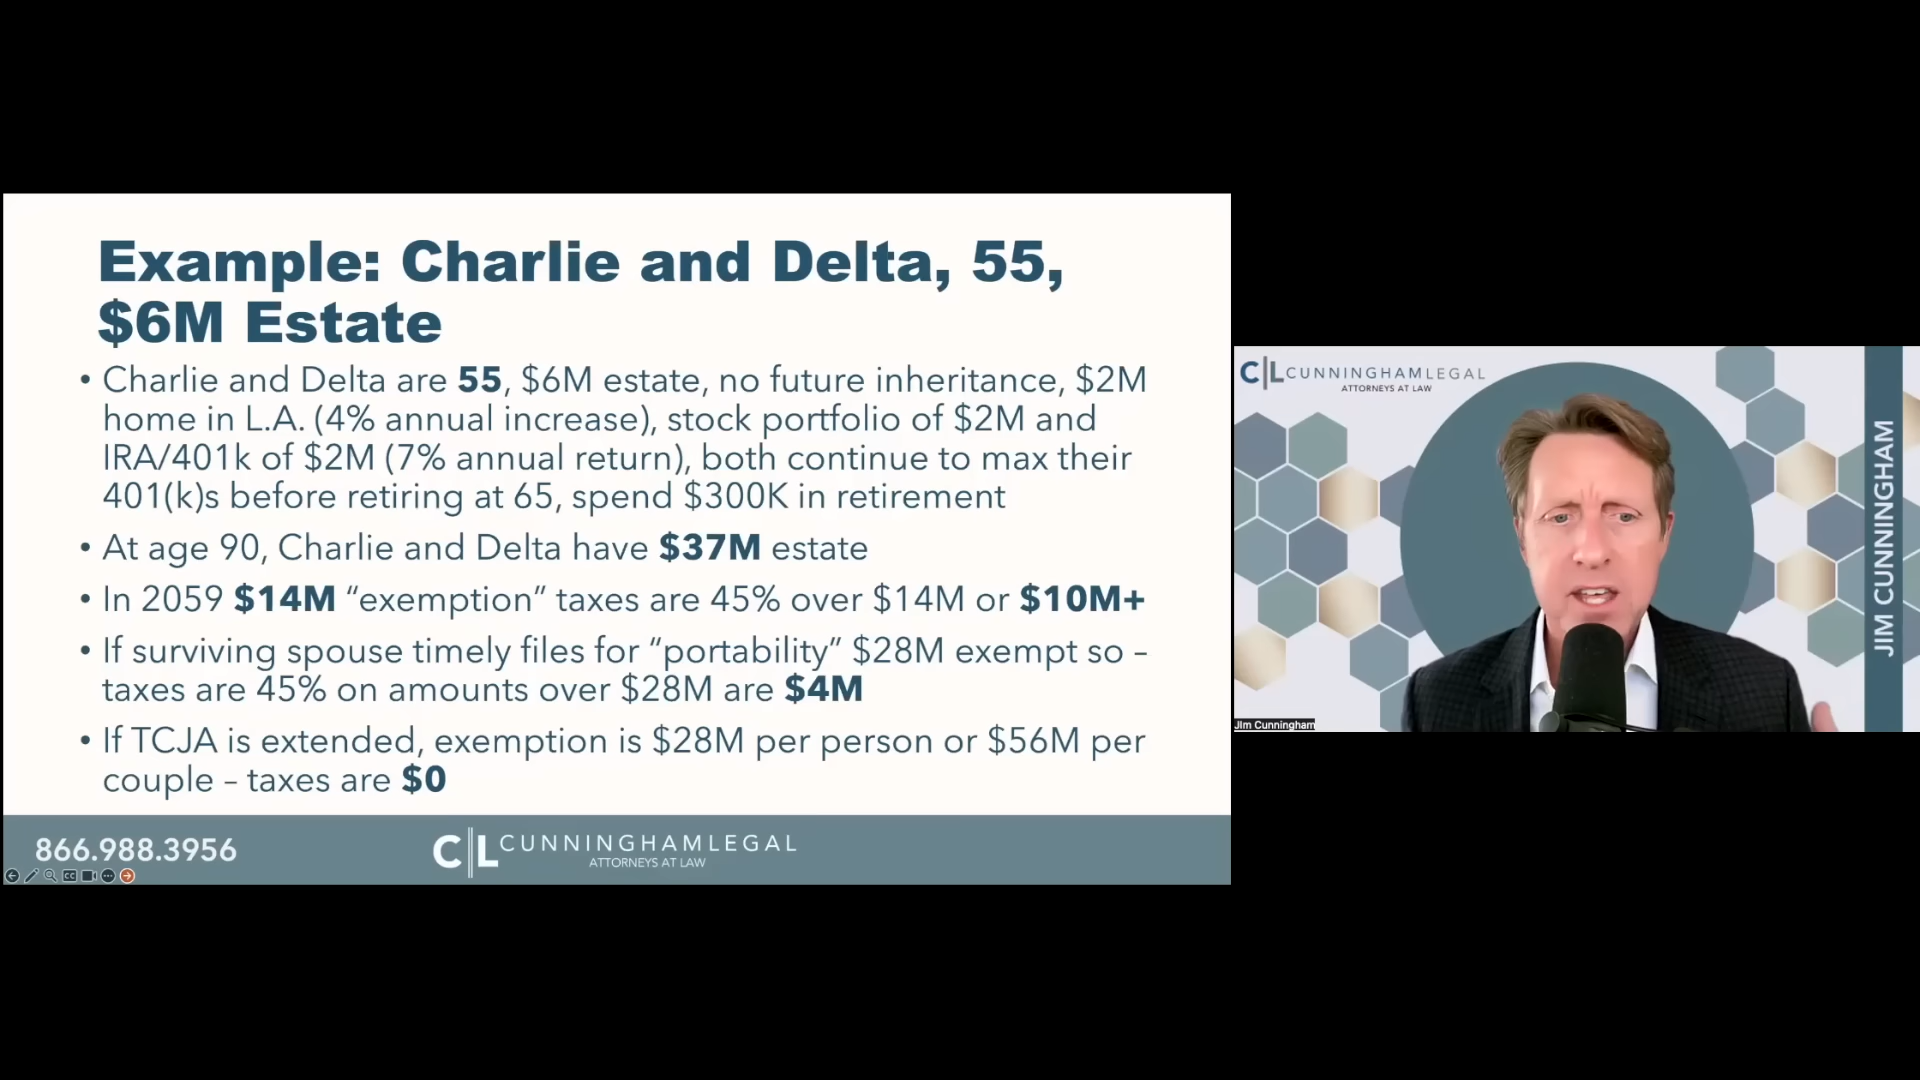 Example: Charlie and Delta, 55,
$6M Estate
• Charlie and Delta are 55, $6M estate, no future inheritance, $2M
home in L.A. (4% annual increase), stock portfolio of $2M and
IRA/401k of $2M (7% annual return), both continue to max their
401(k)s before retiring at 65, spend $300K in retirement
• At age 90, Charlie and Delta have $37M estate
• In 2059 $14M “exemption” taxes are 45% over $14M or $10M+
• If surviving spouse timely files for “portability” $28M exempt so –
taxes are 45% on amounts over $28M are $4M
• If TCJA is extended, exemption is $28M per person or $56M per
couple – taxes are $0
866.988.3956
C|L CUNNINGHAMLEGAL
ATTORNEYS AT LAW
CC
C|L CUNNINGHAMLEGAL
ATTORNEYS AT LAW
JIM CUNNINGHAM
JIm Cunningham